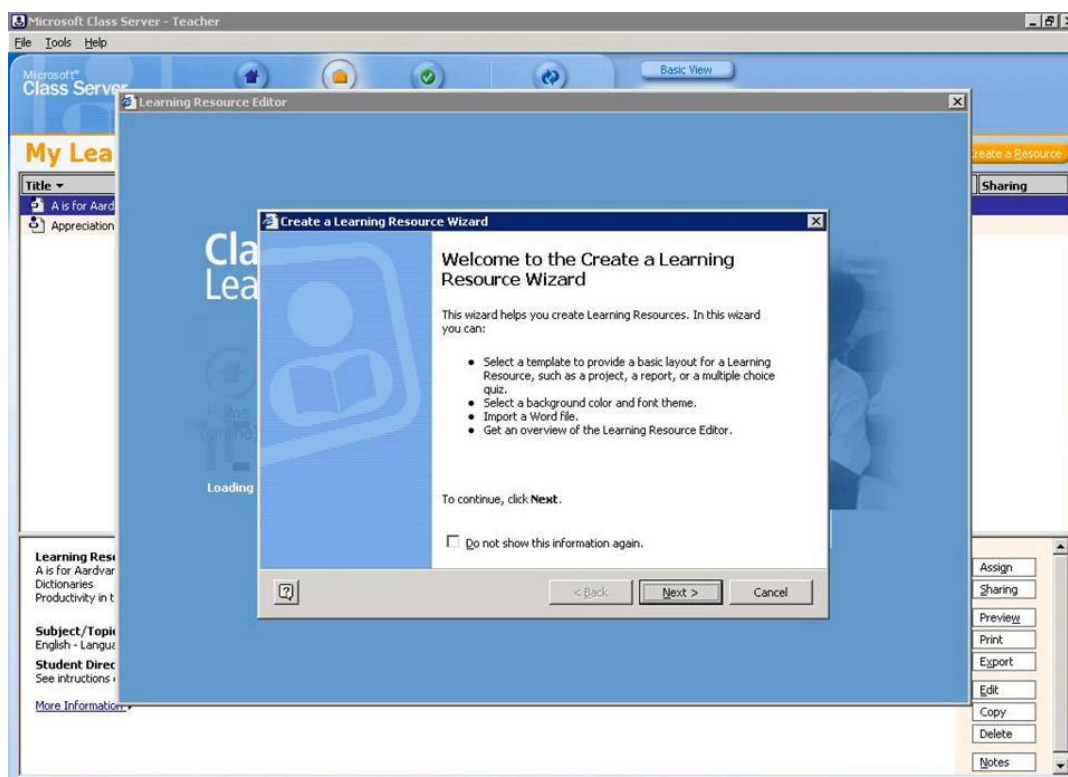 Microsoft Class Server - Teacher
File Tools Help
Microsoft®
Class Server
Basic View
Learning Resource Editor
My Lea
Create a Resource
Title
Sharing
A is for Aard
Appreciation
Cla
Lea
Home
Loading
Create a Learning Resource Wizard
Welcome to the Create a Learning
Resource Wizard
This wizard helps you create Learning Resources. In this wizard
you can:
• Select a template to provide a basic layout for a Learning
Resource, such as a project, a report, or a multiple choice
quiz.
• Select a background color and font theme.
• Import a Word file.
• Get an overview of the Learning Resource Editor.
To continue, click Next.
Do not show this information again.
< Back Next > Cancel
Learning Reso
A is for Aardvar
Dictionaries
Productivity in t
Subject/Topi
English - Langua
Student Direc
See intructions
More Information
Assign
Sharing
Preview
Print
Export
Edit
Copy
Delete
Notes